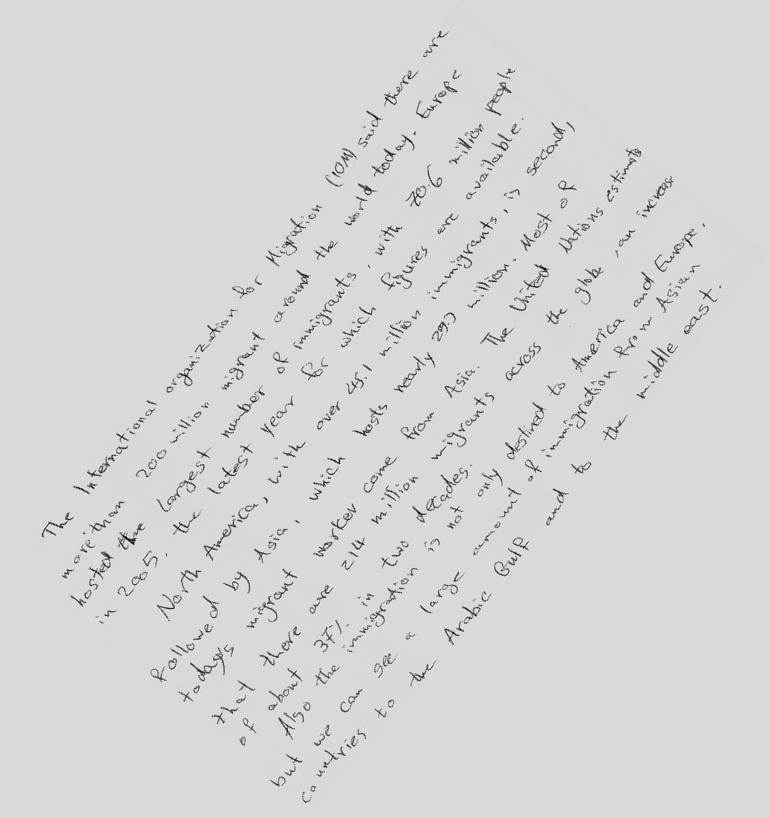 The International organization for Migration (IOM) said there are
more than 200 million migrant around the world today. Europe
hosted the largest number of immigrants, with 70.6 million people
in 2005, the latest year for which figures are available.
North America, with over 45.1 million immigrants, is second,
followed by Asia, which hosts nearly 25.3 million. Most of
todays migrant worker come from Asia. The United Nations estimate
that there are 214 million migrants across the globe, an increase
of about 37% in two decades.
Also the immigration is not only destined to America and Europe,
but we can see a large amount of immigration from Asian
countries to the Arabic Gulf and to the middle east.